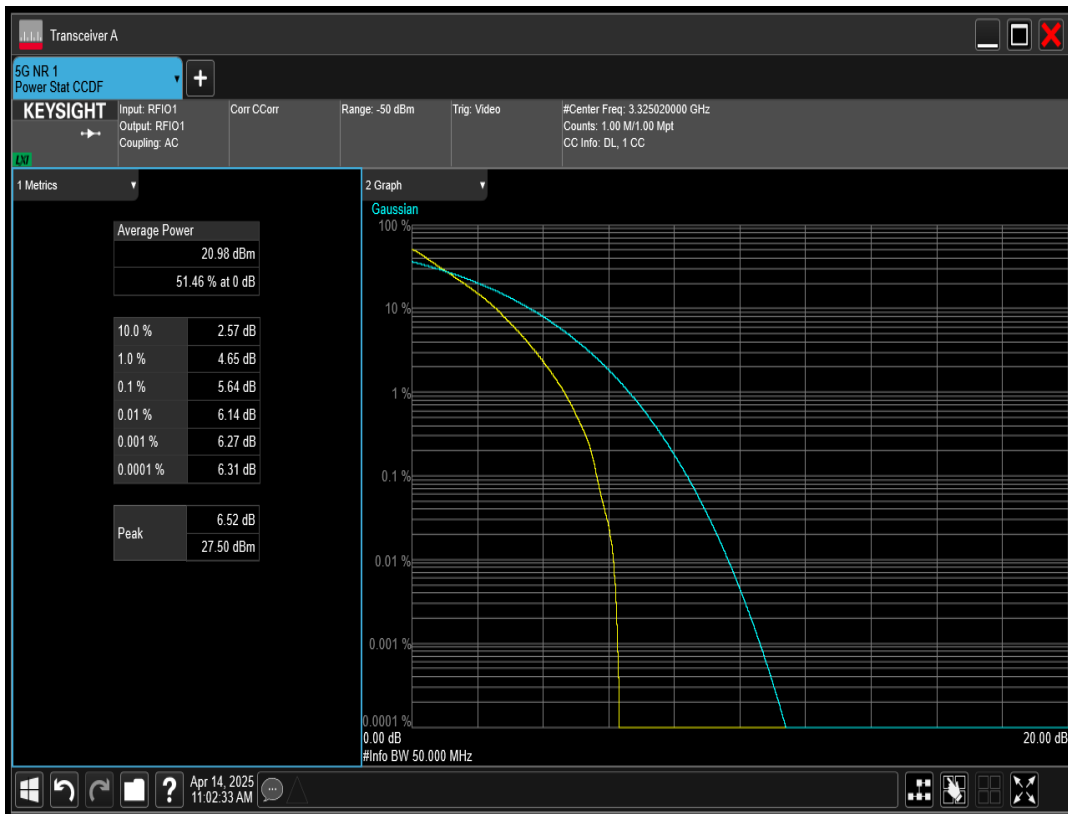 Transceiver A
5G NR 1
Power Stat CCDF
+
KEYSIGHT
LXI
Input: RFIO1
Output: RFIO1
Coupling: AC
Corr CCorr
Range: -50 dBm
Trig: Video
#Center Freq: 3.325020000 GHz
Counts: 1.00 M/1.00 Mpt
CC Info: DL, 1 CC
1 Metrics
Average Power
20.98 dBm
51.46 % at 0 dB
10.0 % 2.57 dB
1.0 % 4.65 dB
0.1 % 5.64 dB
0.01 % 6.14 dB
0.001 % 6.27 dB
0.0001 % 6.31 dB
Peak 6.52 dB
27.50 dBm
2 Graph
Gaussian
100 %
10 %
1 %
0.1 %
0.01 %
0.001 %
0.0001 %
0.00 dB 20.00 dB
#Info BW 50.000 MHz
?
Apr 14, 2025
11:02:33 AM